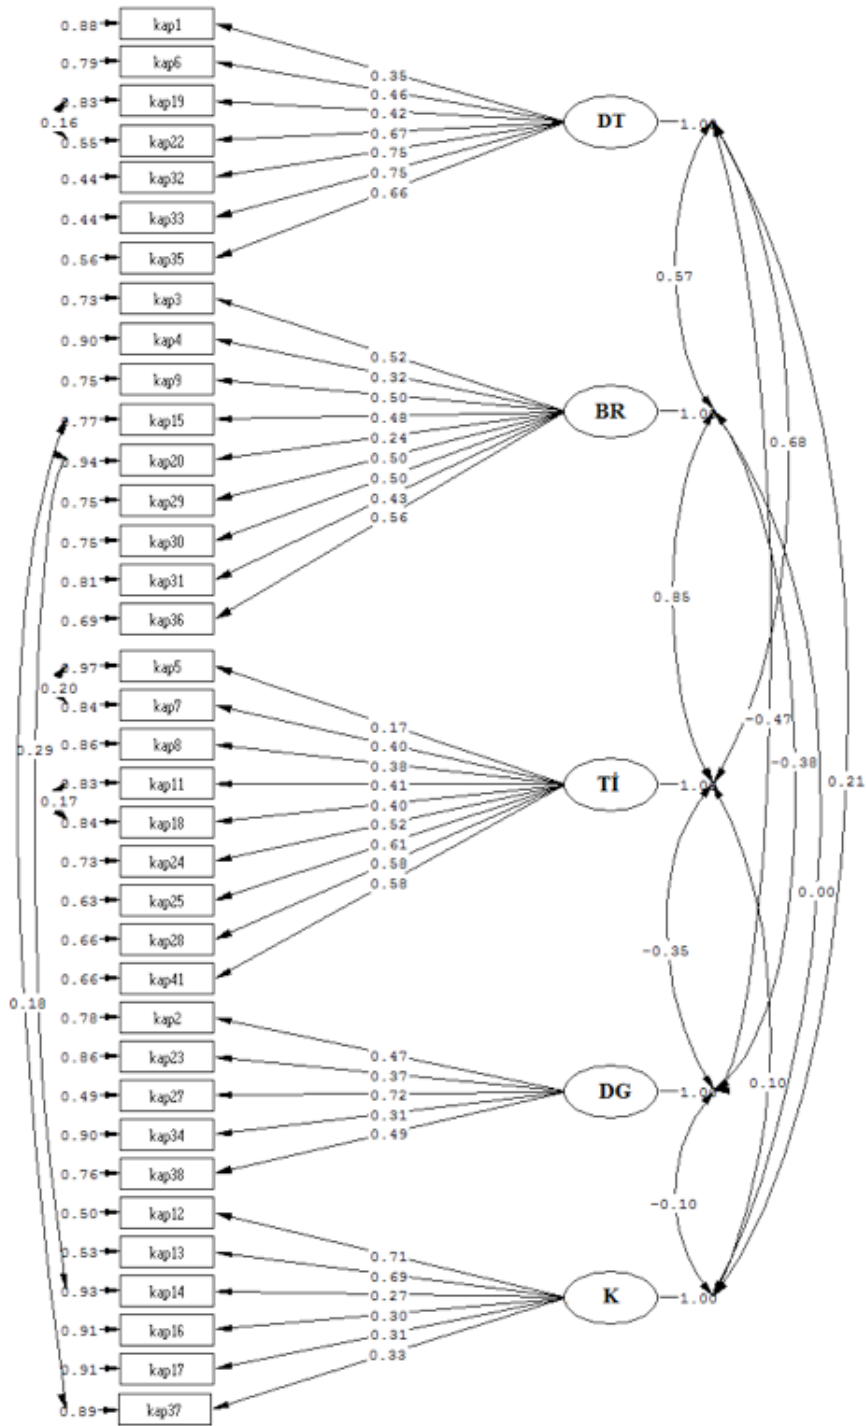 0.88 kap1
0.79 kap6
0.83 kap19
0.16
0.55 kap22
0.44 kap32
0.44 kap33
0.56 kap35
0.35
0.46
0.42
0.67
0.75
0.75
0.66
DT 1.00
0.57
0.73 kap3
0.90 kap4
0.75 kap9
0.77 kap15
0.94 kap20
0.75 kap29
0.75 kap30
0.81 kap31
0.69 kap36
0.52
0.32
0.50
0.48
0.24
0.50
0.50
0.43
0.56
BR 1.00
0.68
0.85
0.97 kap5
0.20
0.84 kap7
0.86 kap8
0.29
0.83 kap11
0.17
0.84 kap18
0.73 kap24
0.63 kap25
0.66 kap28
0.66 kap41
0.17
0.40
0.38
0.41
0.40
0.52
0.61
0.58
0.58
Tİ 1.00
-0.47
-0.38
0.21
0.00
-0.35
0.18
0.78 kap2
0.86 kap23
0.49 kap27
0.90 kap34
0.76 kap38
0.47
0.37
0.72
0.31
0.49
DG 1.00
0.10
-0.10
0.50 kap12
0.53 kap13
0.93 kap14
0.91 kap16
0.91 kap17
0.89 kap37
0.71
0.69
0.27
0.30
0.31
0.33
K 1.00